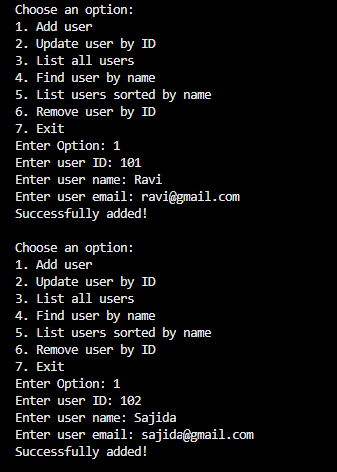 Choose an option:
1. Add user
2. Update user by ID
3. List all users
4. Find user by name
5. List users sorted by name
6. Remove user by ID
7. Exit
Enter Option: 1
Enter user ID: 101
Enter user name: Ravi
Enter user email: ravi@gmail.com
Successfully added!

Choose an option:
1. Add user
2. Update user by ID
3. List all users
4. Find user by name
5. List users sorted by name
6. Remove user by ID
7. Exit
Enter Option: 1
Enter user ID: 102
Enter user name: Sajida
Enter user email: sajida@gmail.com
Successfully added!